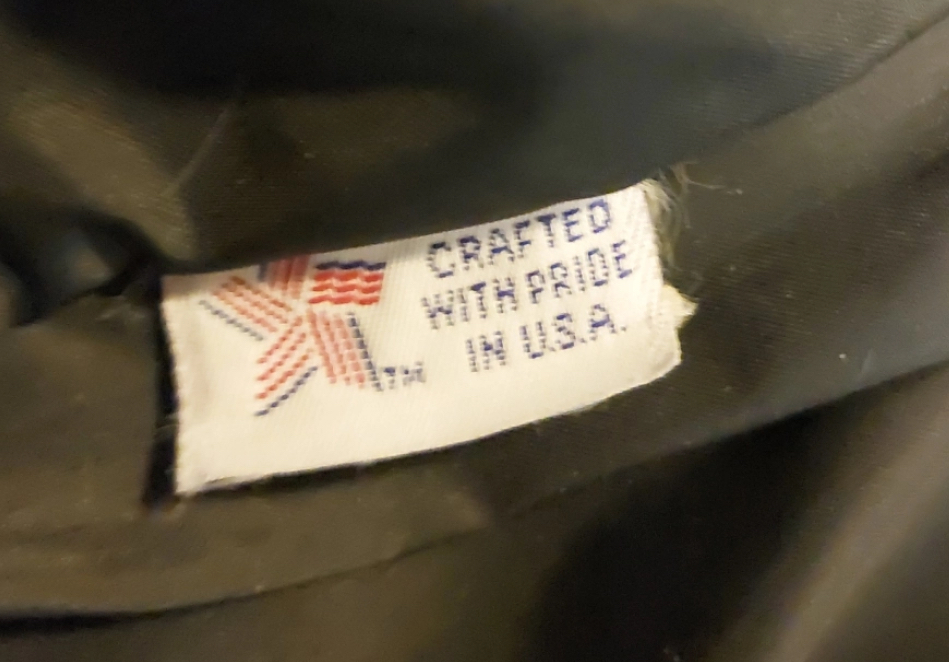 CRAFTED
WITH PRIDE
IN U.S.A.
TM